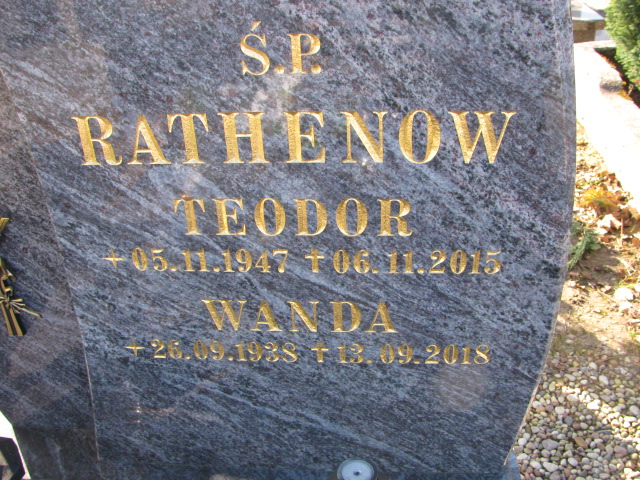 Ś.P.
RATHENOW
TEODOR
+05.11.1947 †06.11.2015
WANDA
+26.09.1938 †13.09.2018